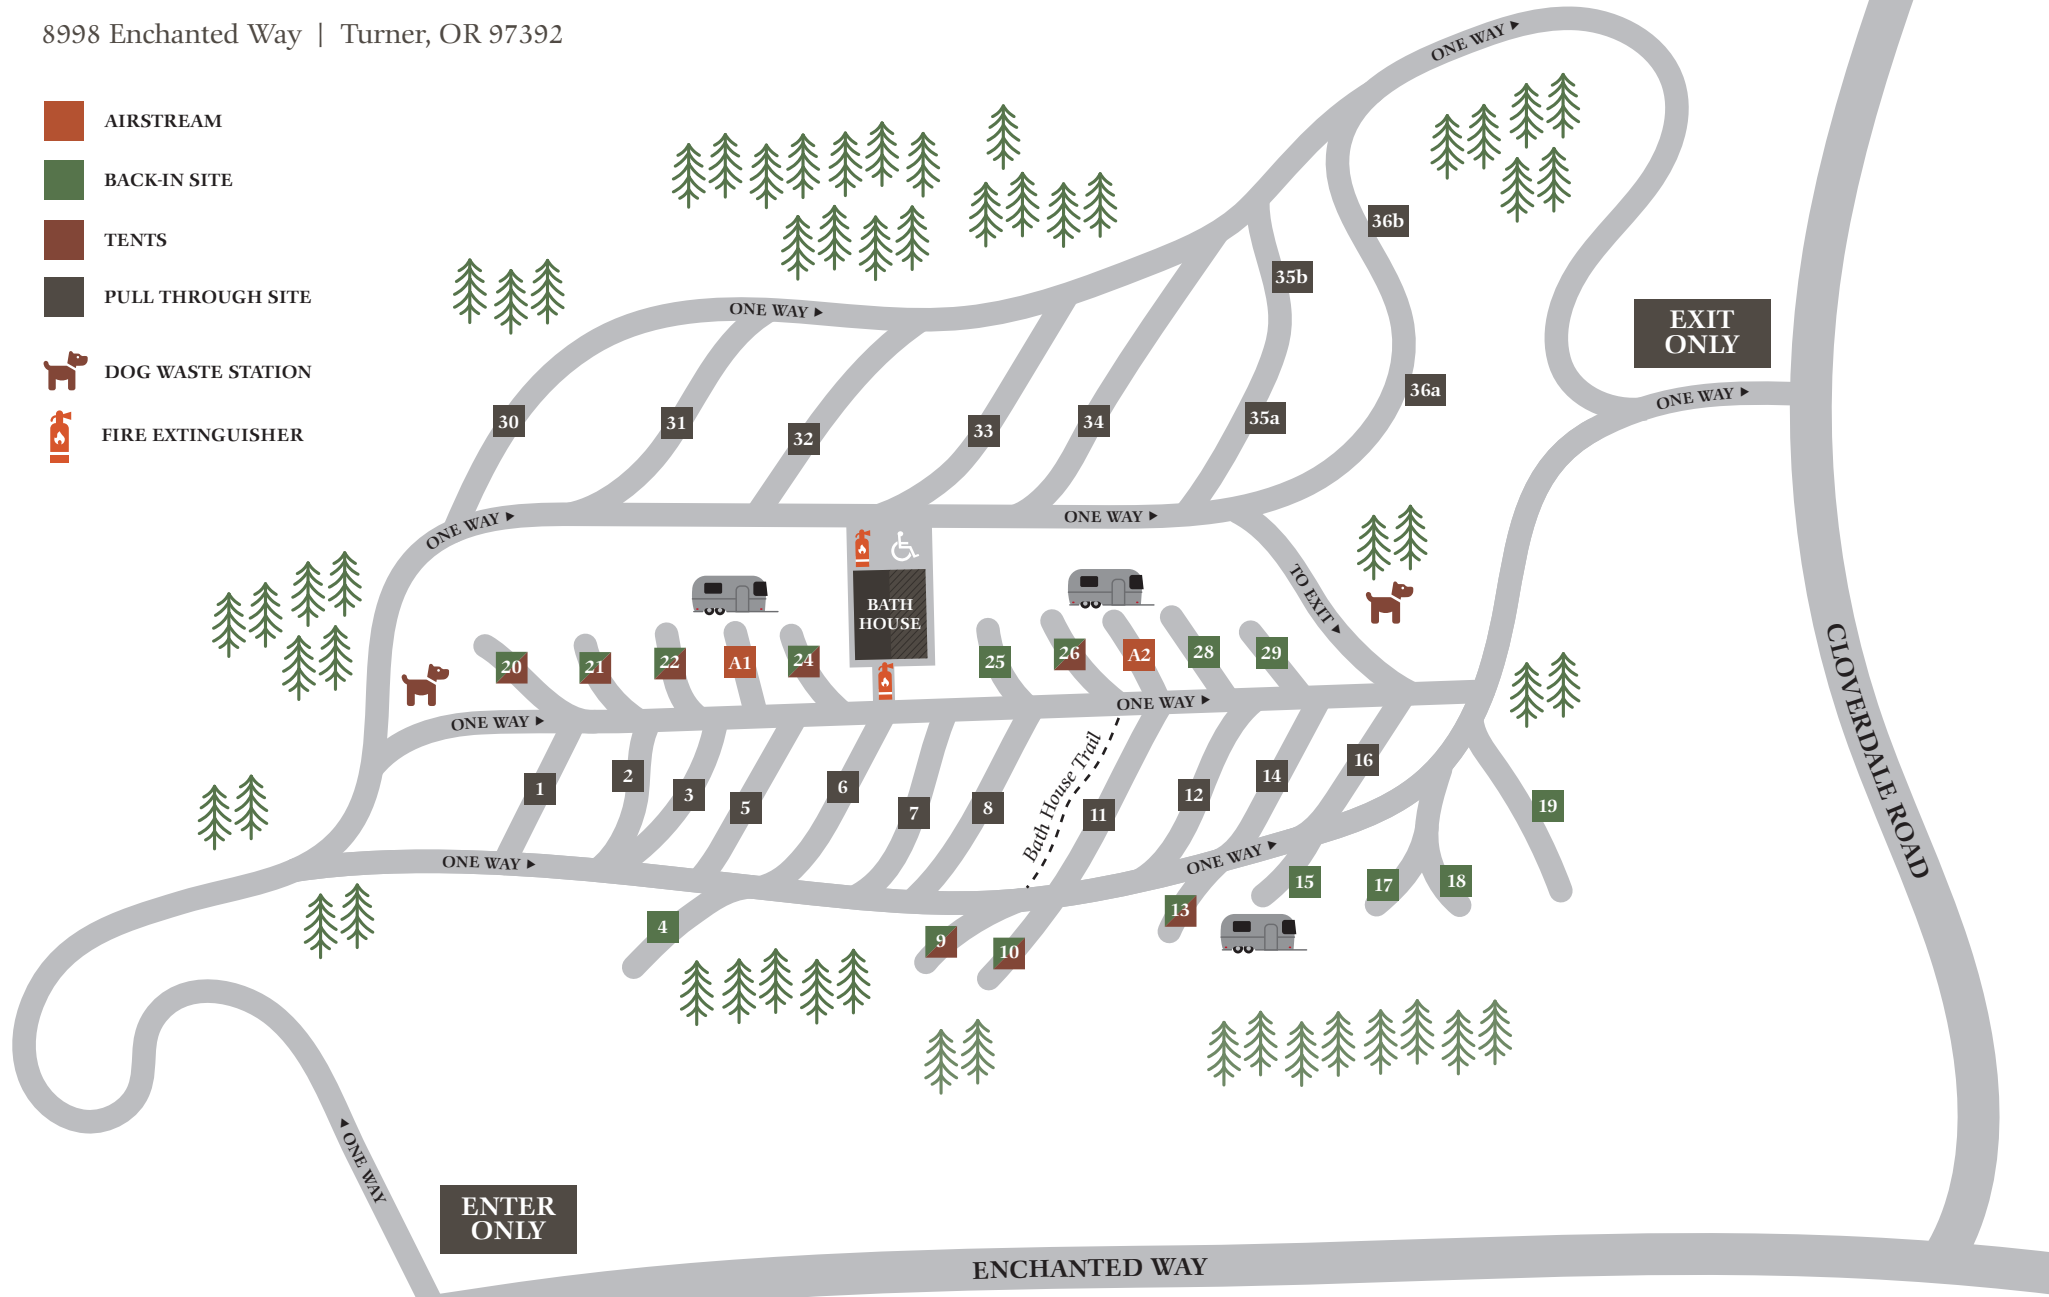 8998 Enchanted Way | Turner, OR 97392
AIRSTREAM
BACK-IN SITE
TENTS
PULL THROUGH SITE
DOG WASTE STATION
FIRE EXTINGUISHER
ONE WAY
36b
35b
EXIT
ONLY
ONE WAY
ONE WAY
36a
30
31
32
33
34
35a
ONE WAY
ONE WAY
TO EXIT
BATH
HOUSE
20
21
22
A1
24
25
26
A2
28
29
ONE WAY
ONE WAY
CLOVERDALE ROAD
Bath House Trail
1
2
3
5
6
7
8
11
12
14
16
19
ONE WAY
ONE WAY
4
9
10
13
15
17
18
ONE WAY
ENTER
ONLY
ENCHANTED WAY